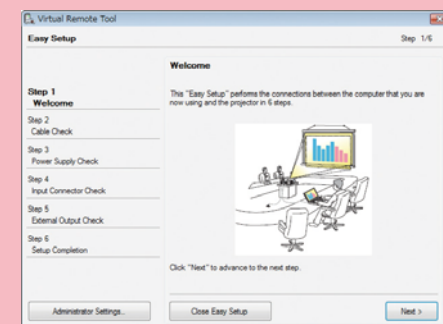 Virtual Remote Tool
Easy Setup
Step 1/6
Step 1
Welcome
Step 2
Cable Check
Step 3
Power Supply Check
Step 4
Input Connector Check
Step 5
External Output Check
Step 6
Setup Completion
Welcome
This "Easy Setup" performs the connections between the computer that you are
now using and the projector in 6 steps.
Click "Next" to advance to the next step.
Administrator Settings...
Close Easy Setup
Next >